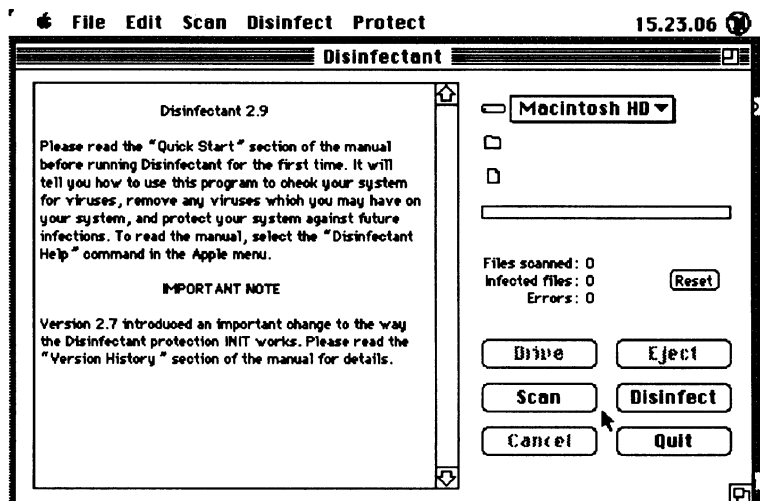 File Edit Scan Disinfect Protect 15.23.06
Disinfectant
Disinfectant 2.9
Please read the "Quick Start" section of the manual
before running Disinfectant for the first time. It will
tell you how to use this program to check your system
for viruses, remove any viruses which you may have on
your system, and protect your system against future
infections. To read the manual, select the "Disinfectant
Help" command in the Apple menu.
IMPORTANT NOTE
Version 2.7 introduced an important change to the way
the Disinfectant protection INIT works. Please read the
"Version History" section of the manual for details.
Macintosh HD
Files scanned: 0
Infected files: 0
Errors: 0
Reset
Drive Eject
Scan Disinfect
Cancel Quit